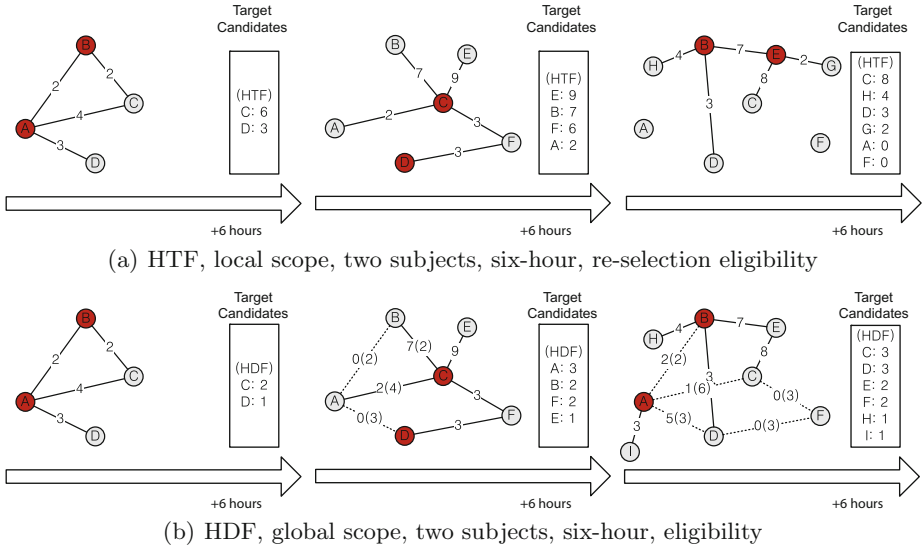 Target Candidates
B
2
2
A
4
C
3
D
(HTF)
C: 6
D: 3
+6 hours
Target Candidates
B
E
7
9
C
A
2
3
F
D
3
(HTF)
E: 9
B: 7
F: 6
A: 2
+6 hours
Target Candidates
B
H
4
7
E
2
G
8
C
3
A
F
D
(HTF)
C: 8
H: 4
D: 3
G: 2
A: 0
F: 0
+6 hours
(a) HTF, local scope, two subjects, six-hour, re-selection eligibility
Target Candidates
B
2
2
A
4
C
3
D
(HDF)
C: 2
D: 1
+6 hours
Target Candidates
B
E
0(2)
7(2)
9
C
A
2(4)
3
0(3)
F
D
3
(HDF)
A: 3
B: 2
F: 2
E: 1
+6 hours
Target Candidates
B
H
4
7
E
2(2)
8
3
C
1(6)
A
0(3)
3
5(3)
F
D
0(3)
I
(HDF)
C: 3
D: 3
E: 2
F: 2
H: 1
I: 1
+6 hours
(b) HDF, global scope, two subjects, six-hour, eligibility